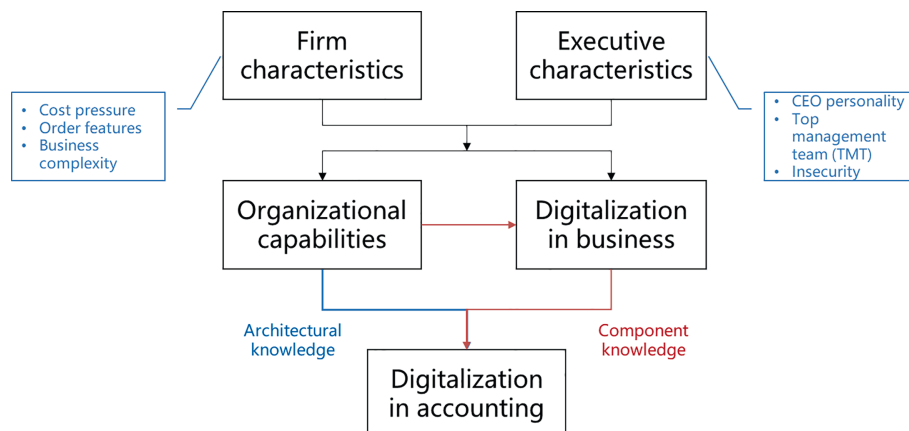 Firm
characteristics
Executive
characteristics
• Cost pressure
• Order features
• Business
complexity
• CEO personality
• Top
management
team (TMT)
• Insecurity
Organizational
capabilities
Digitalization
in business
Architectural
knowledge
Component
knowledge
Digitalization
in accounting